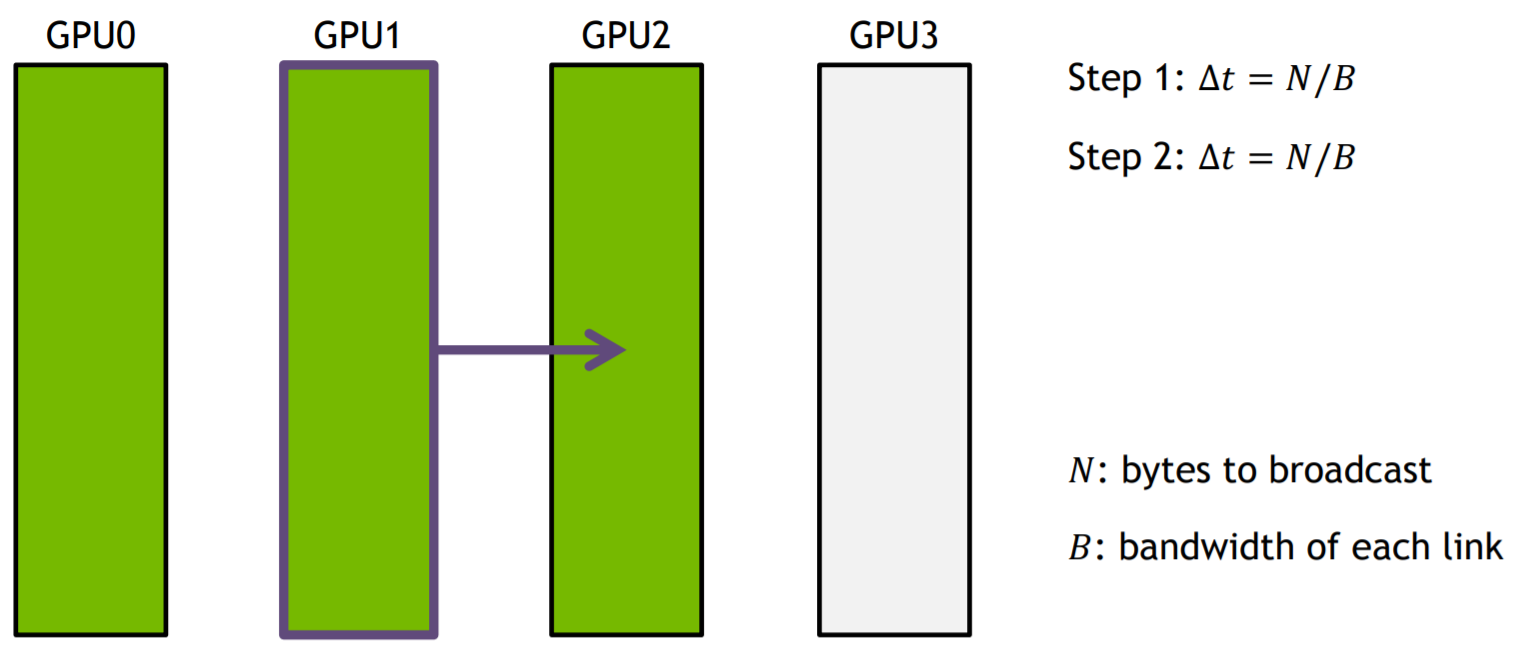 GPU0 GPU1 GPU2 GPU3
Step 1: Δt = N/B
Step 2: Δt = N/B
N: bytes to broadcast
B: bandwidth of each link